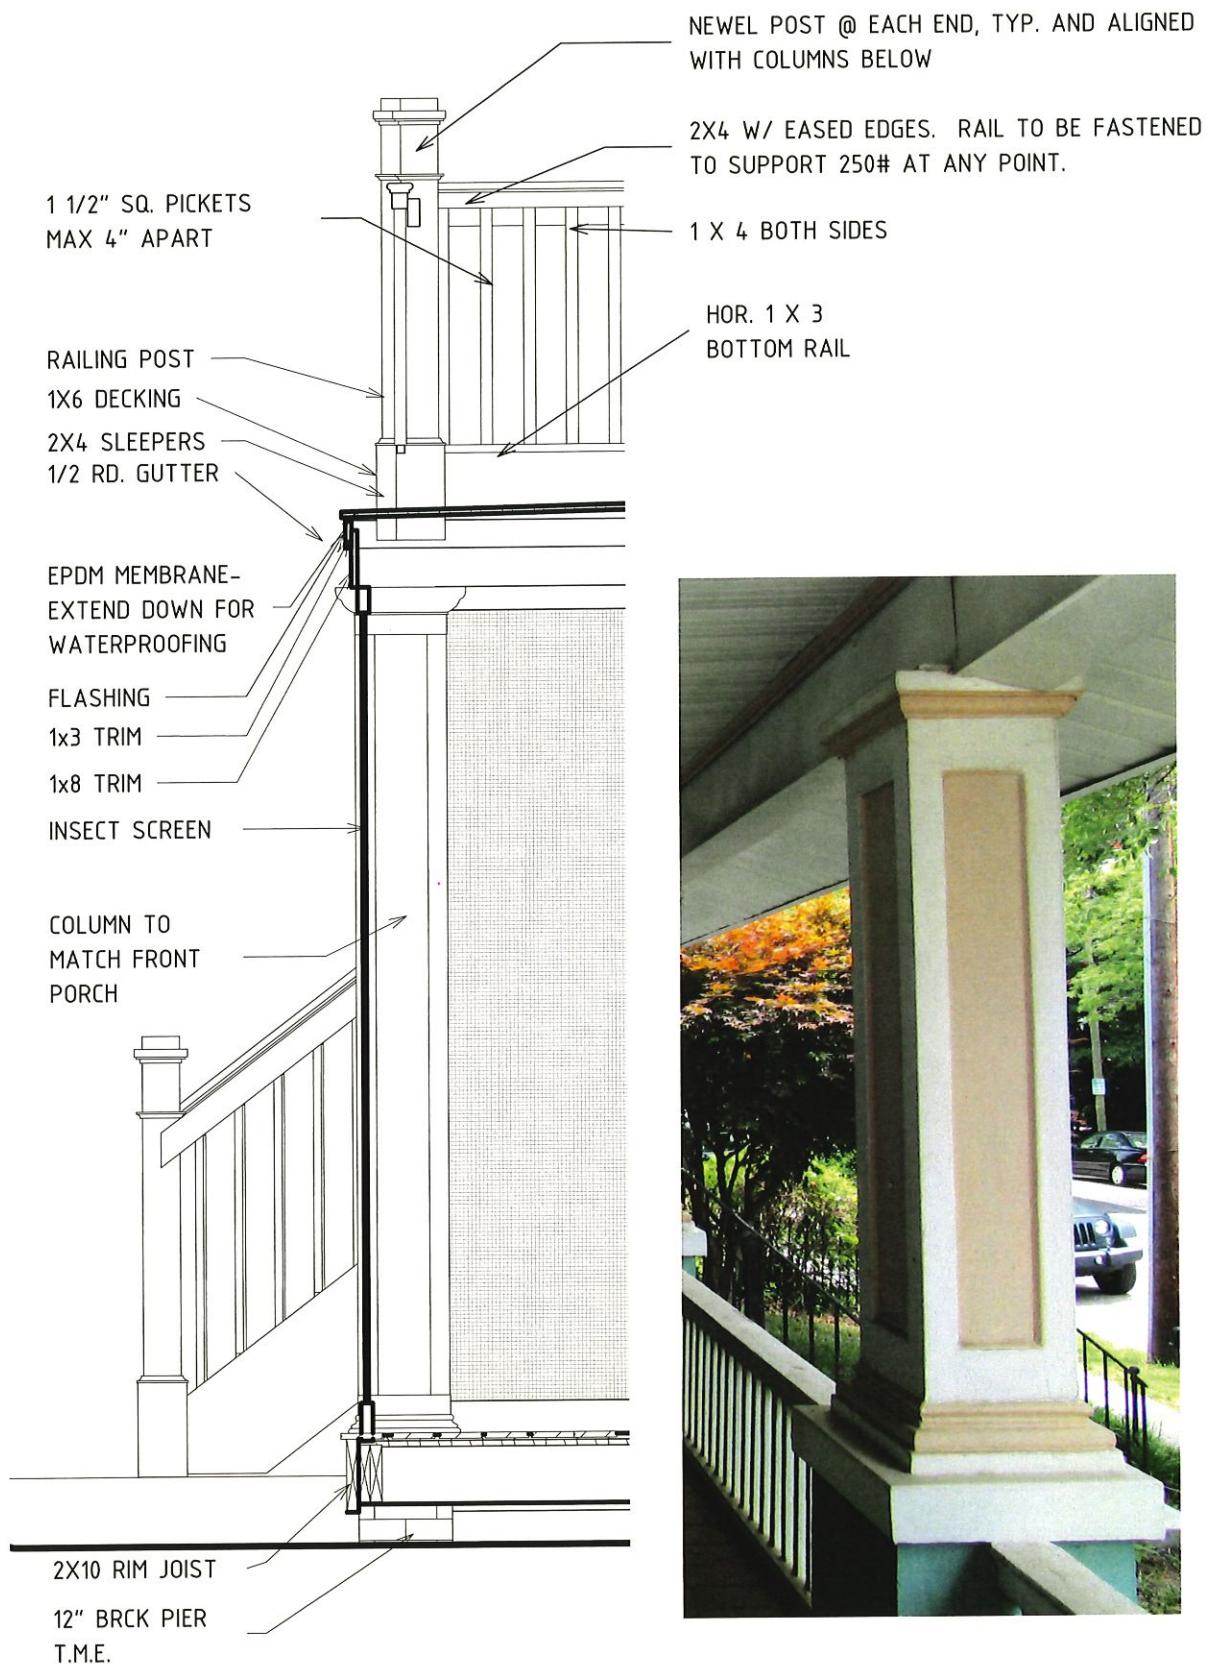 NEWEL POST @ EACH END, TYP. AND ALIGNED
WITH COLUMNS BELOW
2X4 W/ EASED EDGES. RAIL TO BE FASTENED
TO SUPPORT 250# AT ANY POINT.
1 1/2" SQ. PICKETS
MAX 4" APART
1 X 4 BOTH SIDES
HOR. 1 X 3
BOTTOM RAIL
RAILING POST
1X6 DECKING
2X4 SLEEPERS
1/2 RD. GUTTER
EPDM MEMBRANE-
EXTEND DOWN FOR
WATERPROOFING
FLASHING
1x3 TRIM
1x8 TRIM
INSECT SCREEN
COLUMN TO
MATCH FRONT
PORCH
2X10 RIM JOIST
12" BRCK PIER
T.M.E.